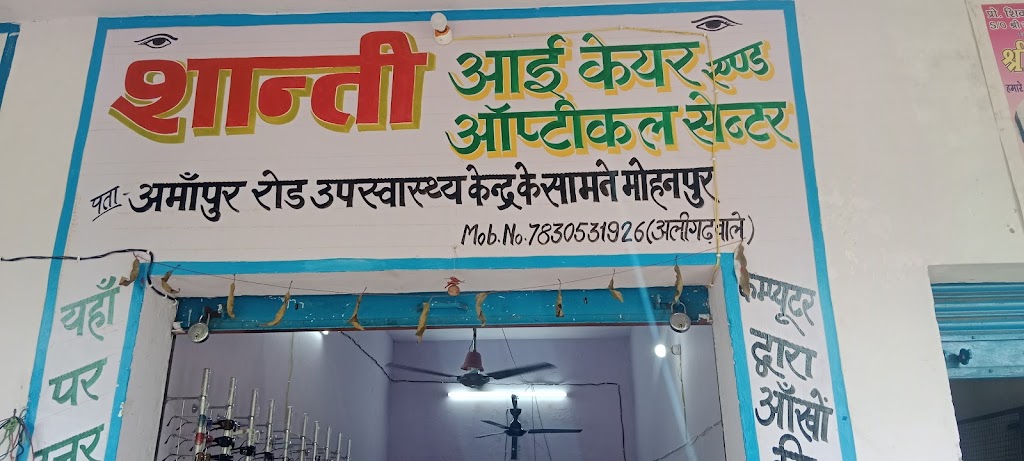 शान्ती
आई केयर एण्ड
ऑप्टीकल सेन्टर
पता - अमाँपुर रोड उपस्वास्थ्य केन्द्र के सामने मोहनपुर
Mob.No.7830531926(अलीगढ़वाले)
यहाँ
पर
कम्प्यूटर
द्वारा
आँखों
प्रो. शिव
S/O श्री
श्री
हमारे